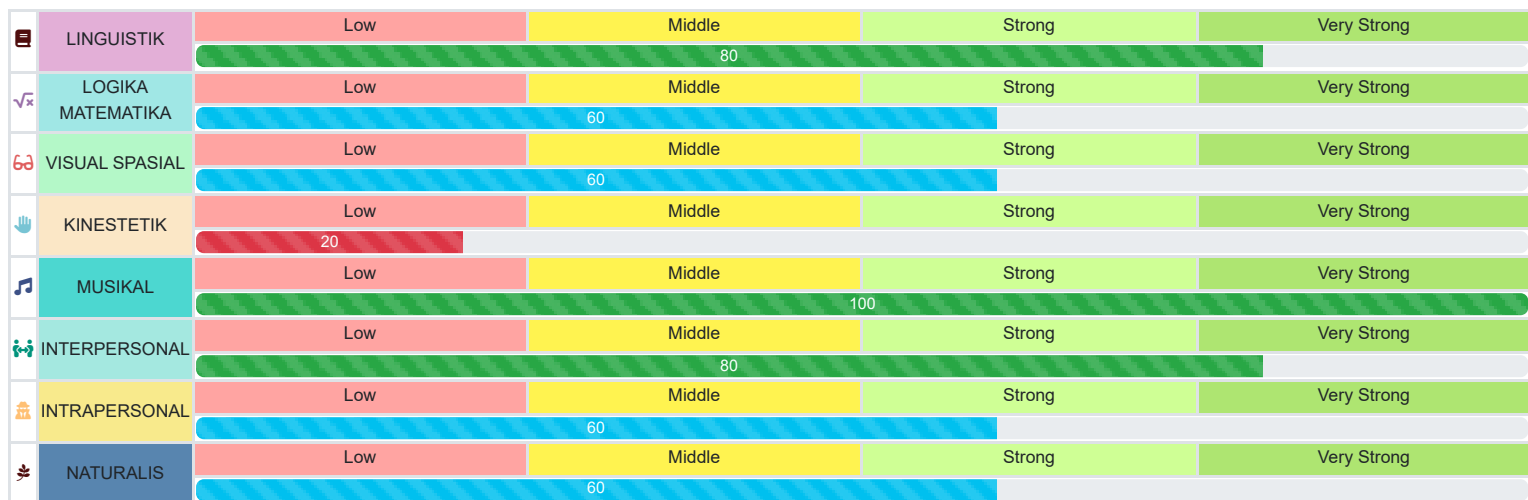 Low Middle Strong Very Strong
LINGUISTIK
80
Low Middle Strong Very Strong
LOGIKA
MATEMATIKA
60
Low Middle Strong Very Strong
VISUAL SPASIAL
60
Low Middle Strong Very Strong
KINESTETIK
20
Low Middle Strong Very Strong
MUSIKAL
100
Low Middle Strong Very Strong
INTERPERSONAL
80
Low Middle Strong Very Strong
INTRAPERSONAL
60
Low Middle Strong Very Strong
NATURALIS
60